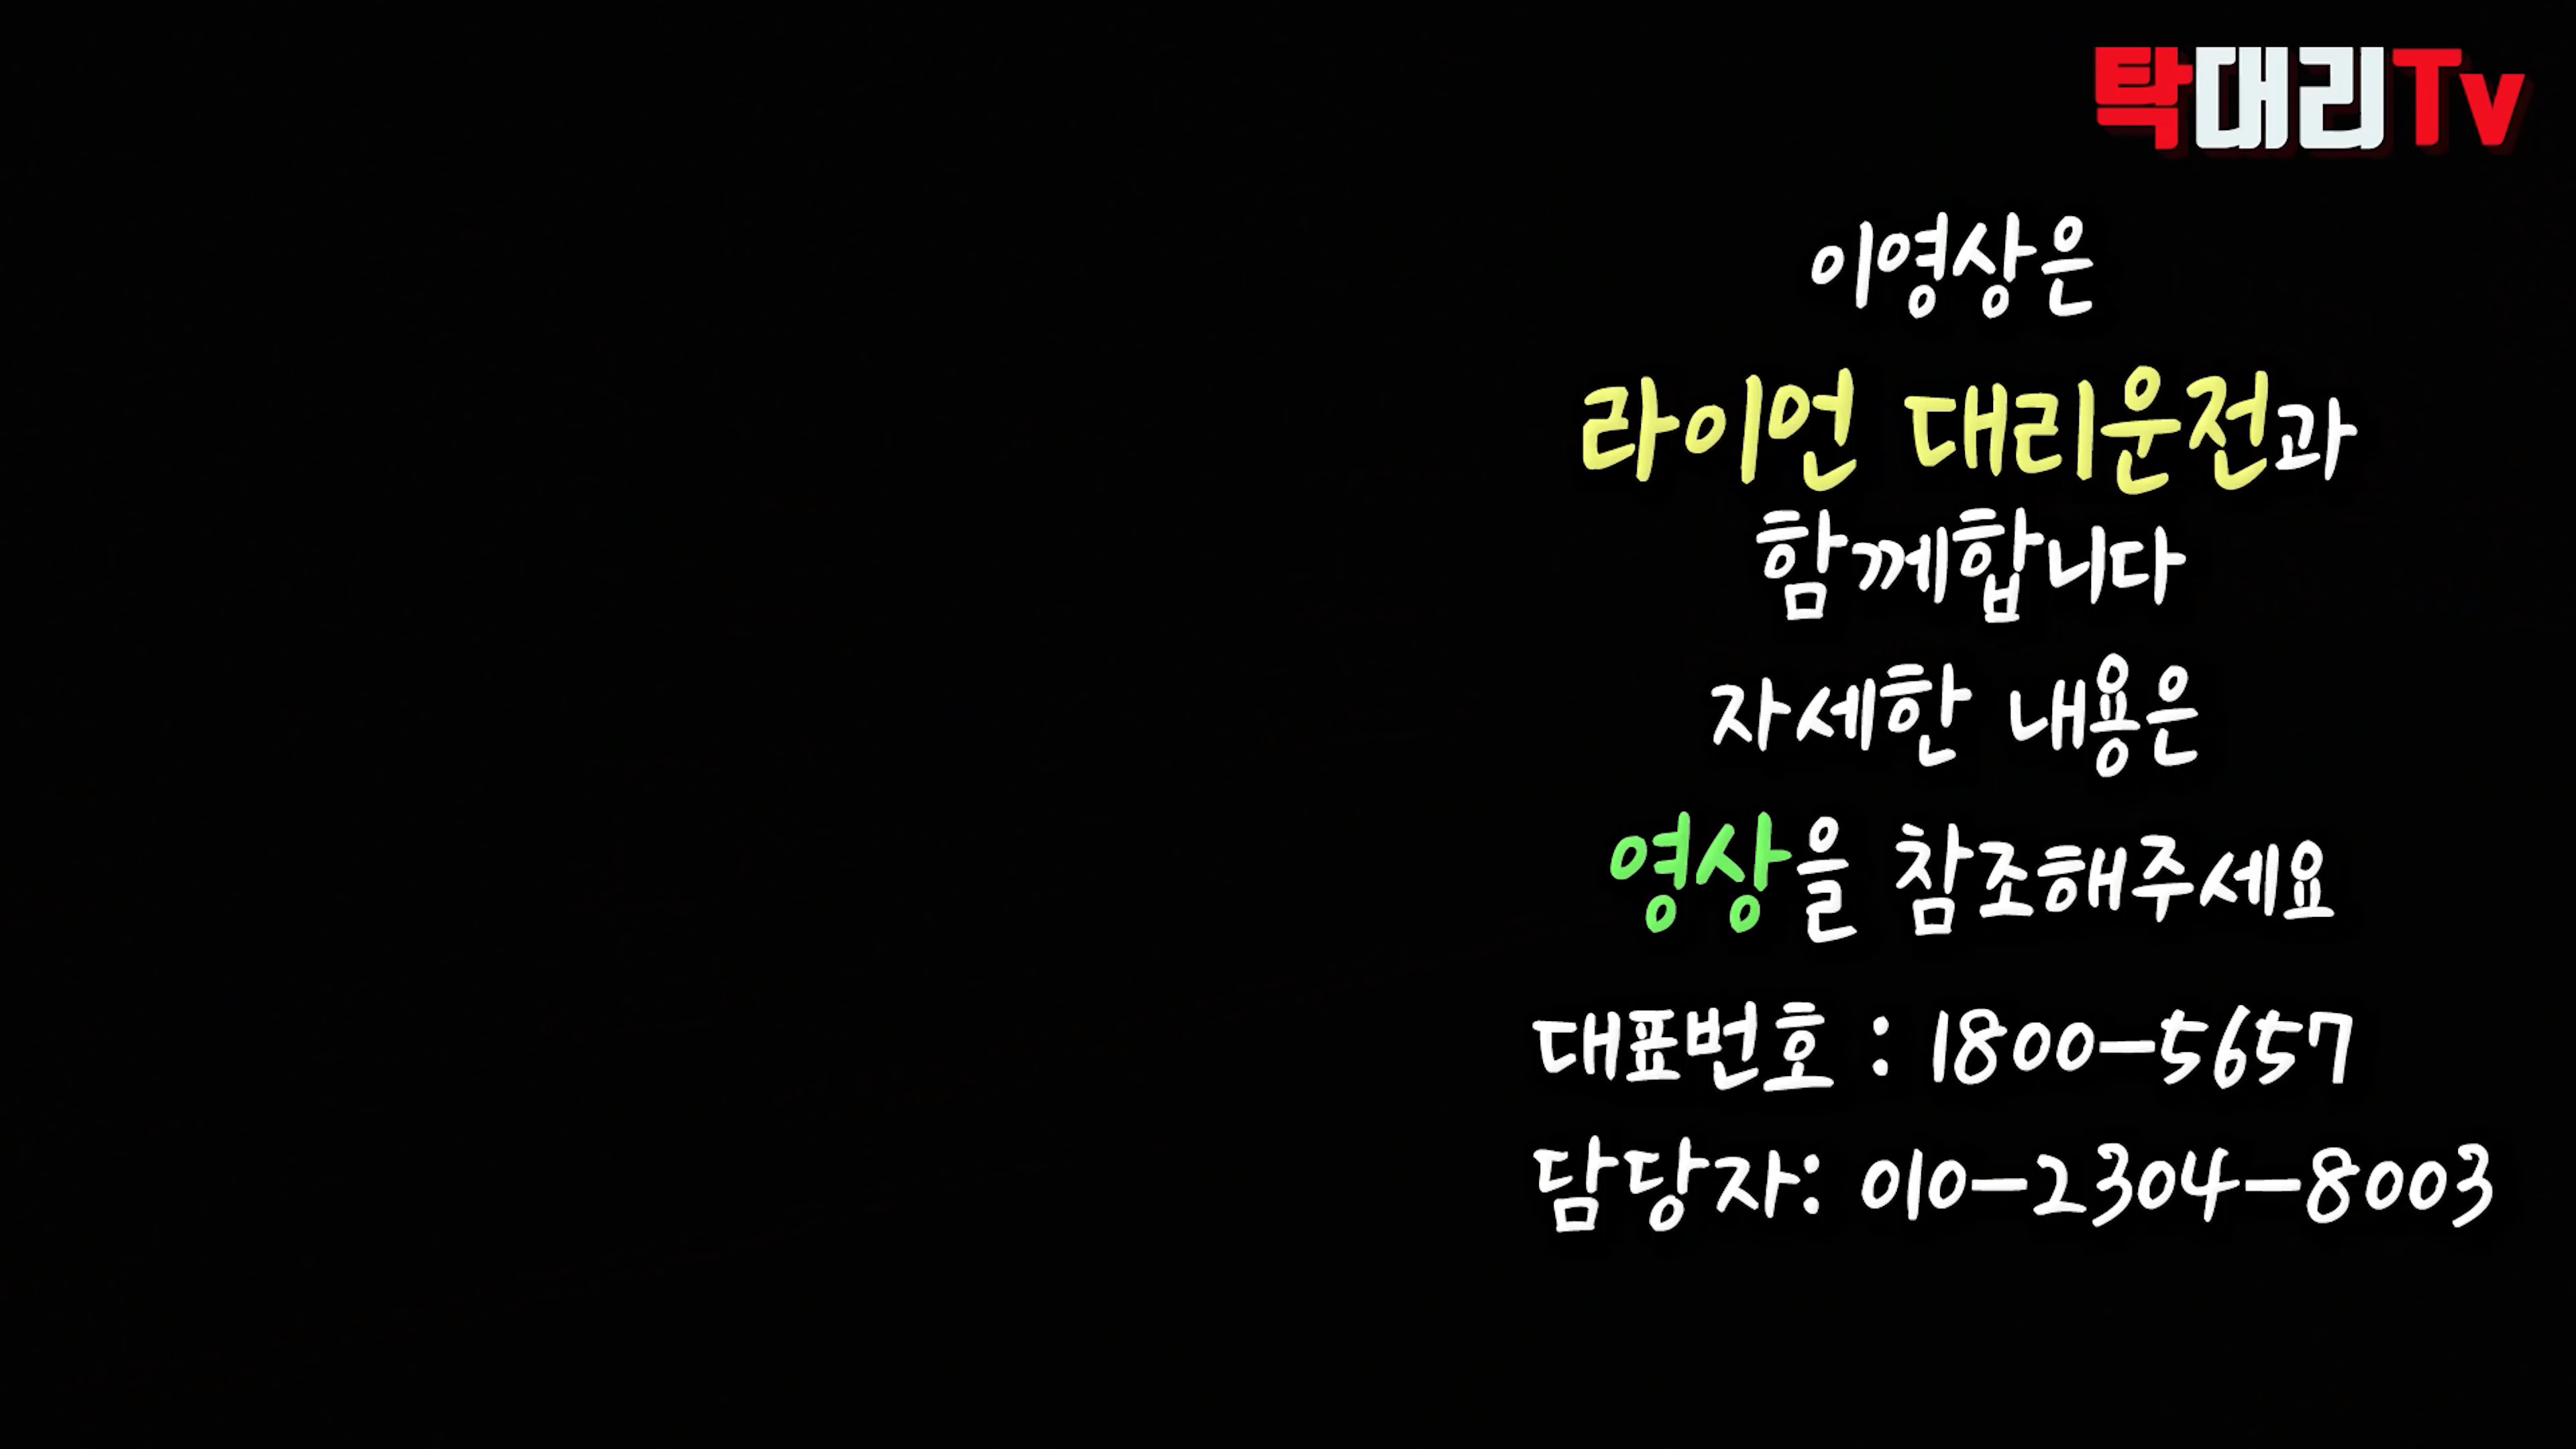 탁대리Tv
이영상은
라이언 대리운전과
함께합니다
자세한 내용은
영상을 참조해주세요
대표번호 : 1800-5657
담당자: 010-2304-8003